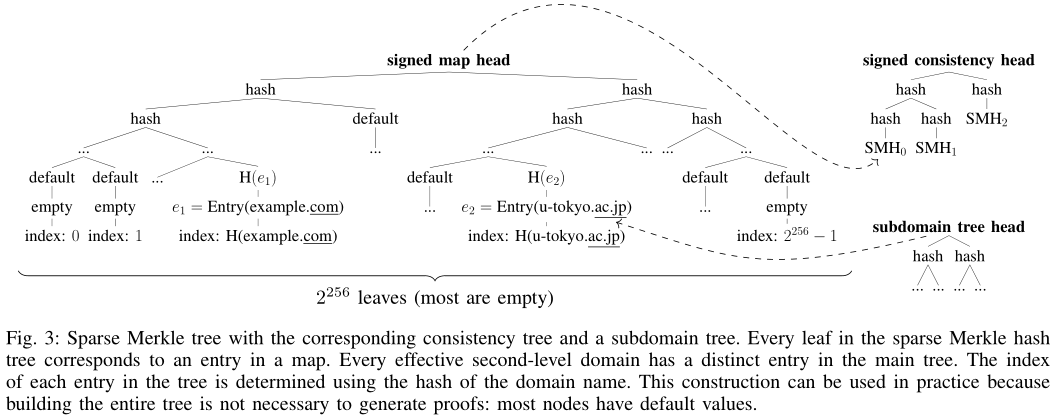 signed map head
signed consistency head
hash hash
hash hash
hash default hash hash
hash hash SMH₂
... ... ... ... ... ... ...
SMH₀ SMH₁
default default ... H(e₁) default H(e₂) default default
empty empty e₁ = Entry(example.com) ... e₂ = Entry(u-tokyo.ac.jp) ... empty
index: 0 index: 1 index: H(example.com) index: H(u-tokyo.ac.jp) index: 2²⁵⁶ − 1
subdomain tree head
hash hash
... ... ... ...
2²⁵⁶ leaves (most are empty)
Fig. 3: Sparse Merkle tree with the corresponding consistency tree and a subdomain tree. Every leaf in the sparse Merkle hash
tree corresponds to an entry in a map. Every effective second-level domain has a distinct entry in the main tree. The index
of each entry in the tree is determined using the hash of the domain name. This construction can be used in practice because
building the entire tree is not necessary to generate proofs: most nodes have default values.